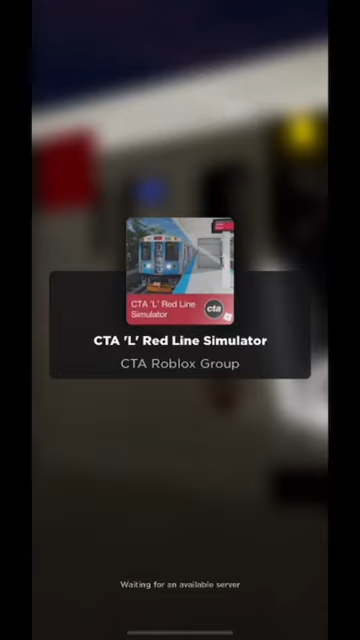 CTA 'L' Red Line
Simulator
cta
CTA 'L' Red Line Simulator
CTA Roblox Group
Waiting for an available server